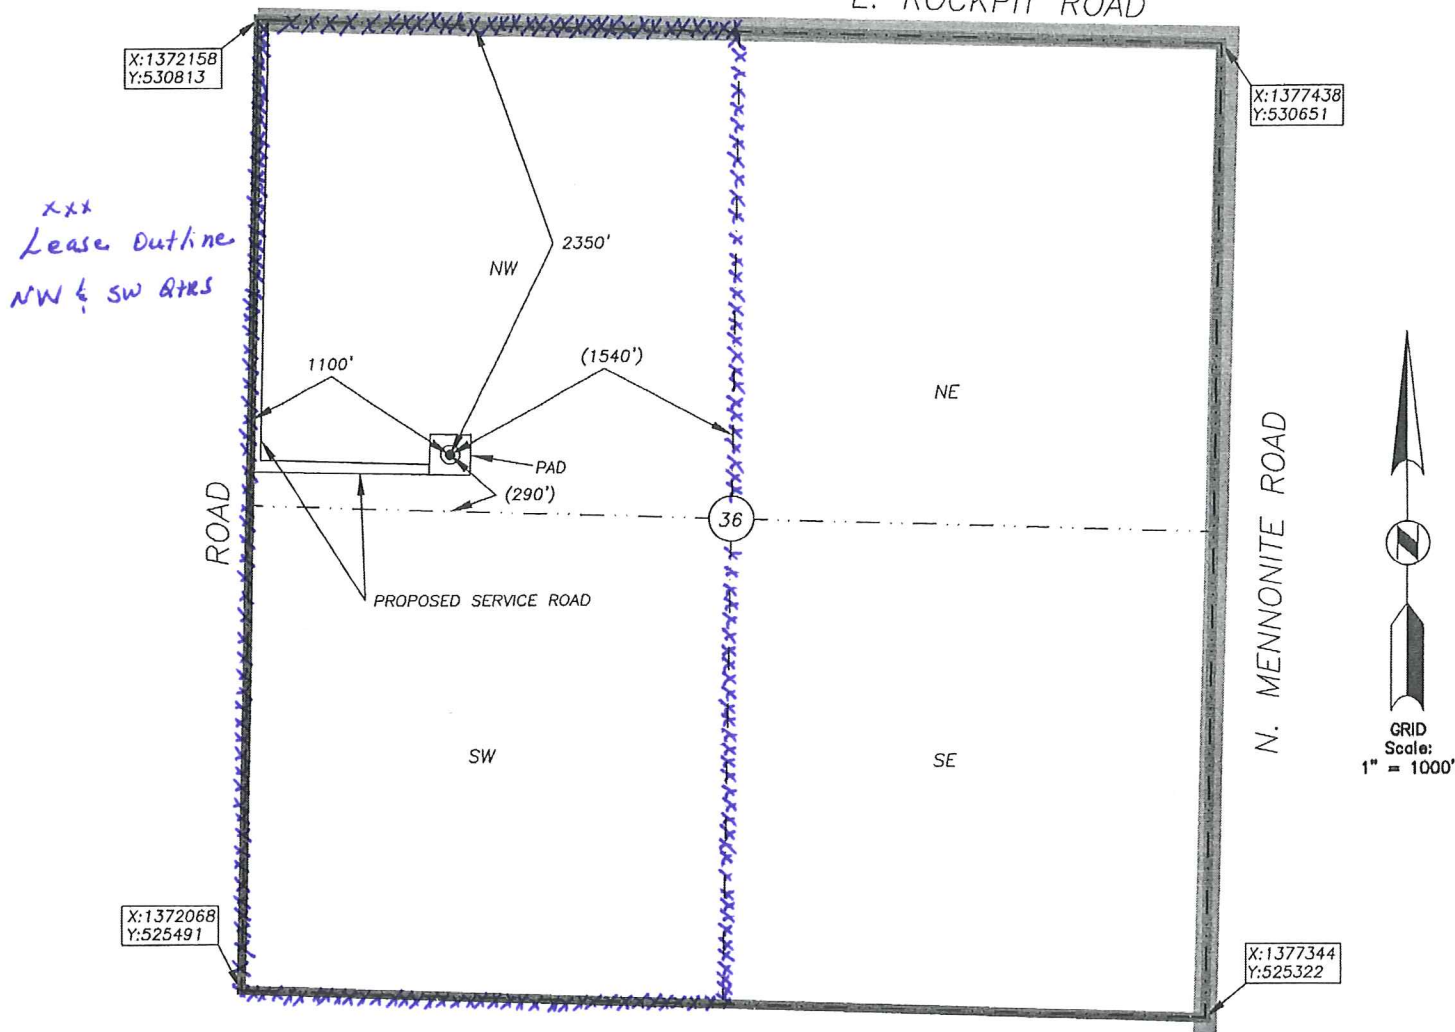 E. ROCKPIT ROAD
X:1372158
Y:530813
X:1377438
Y:530651
xxx
Lease Outline
NW & SW Qtrs
2350'
NW
1100'
(1540')
NE
PAD
(290')
36
ROAD
PROPOSED SERVICE ROAD
N. MENNONITE ROAD
N
GRID
Scale:
1" = 1000'
SW
SE
X:1372068
Y:525491
X:1377344
Y:525322